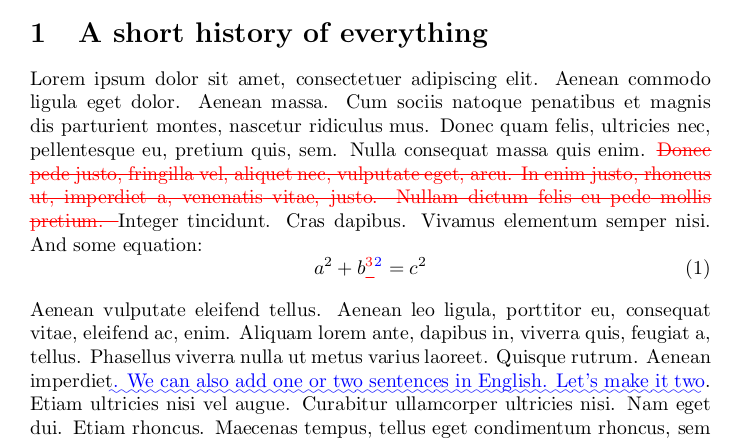 1 A short history of everything
Lorem ipsum dolor sit amet, consectetuer adipiscing elit. Aenean commodo
ligula eget dolor. Aenean massa. Cum sociis natoque penatibus et magnis
dis parturient montes, nascetur ridiculus mus. Donec quam felis, ultricies nec,
pellentesque eu, pretium quis, sem. Nulla consequat massa quis enim. Donec
pede justo, fringilla vel, aliquet nec, vulputate eget, arcu. In enim justo, rhoncus
ut, imperdiet a, venenatis vitae, justo. Nullam dictum felis eu pede mollis
pretium. Integer tincidunt. Cras dapibus. Vivamus elementum semper nisi.
And some equation:
a² + b³² = c² (1)
Aenean vulputate eleifend tellus. Aenean leo ligula, porttitor eu, consequat
vitae, eleifend ac, enim. Aliquam lorem ante, dapibus in, viverra quis, feugiat a,
tellus. Phasellus viverra nulla ut metus varius laoreet. Quisque rutrum. Aenean
imperdiet. We can also add one or two sentences in English. Let's make it two.
Etiam ultricies nisi vel augue. Curabitur ullamcorper ultricies nisi. Nam eget
dui. Etiam rhoncus. Maecenas tempus, tellus eget condimentum rhoncus, sem